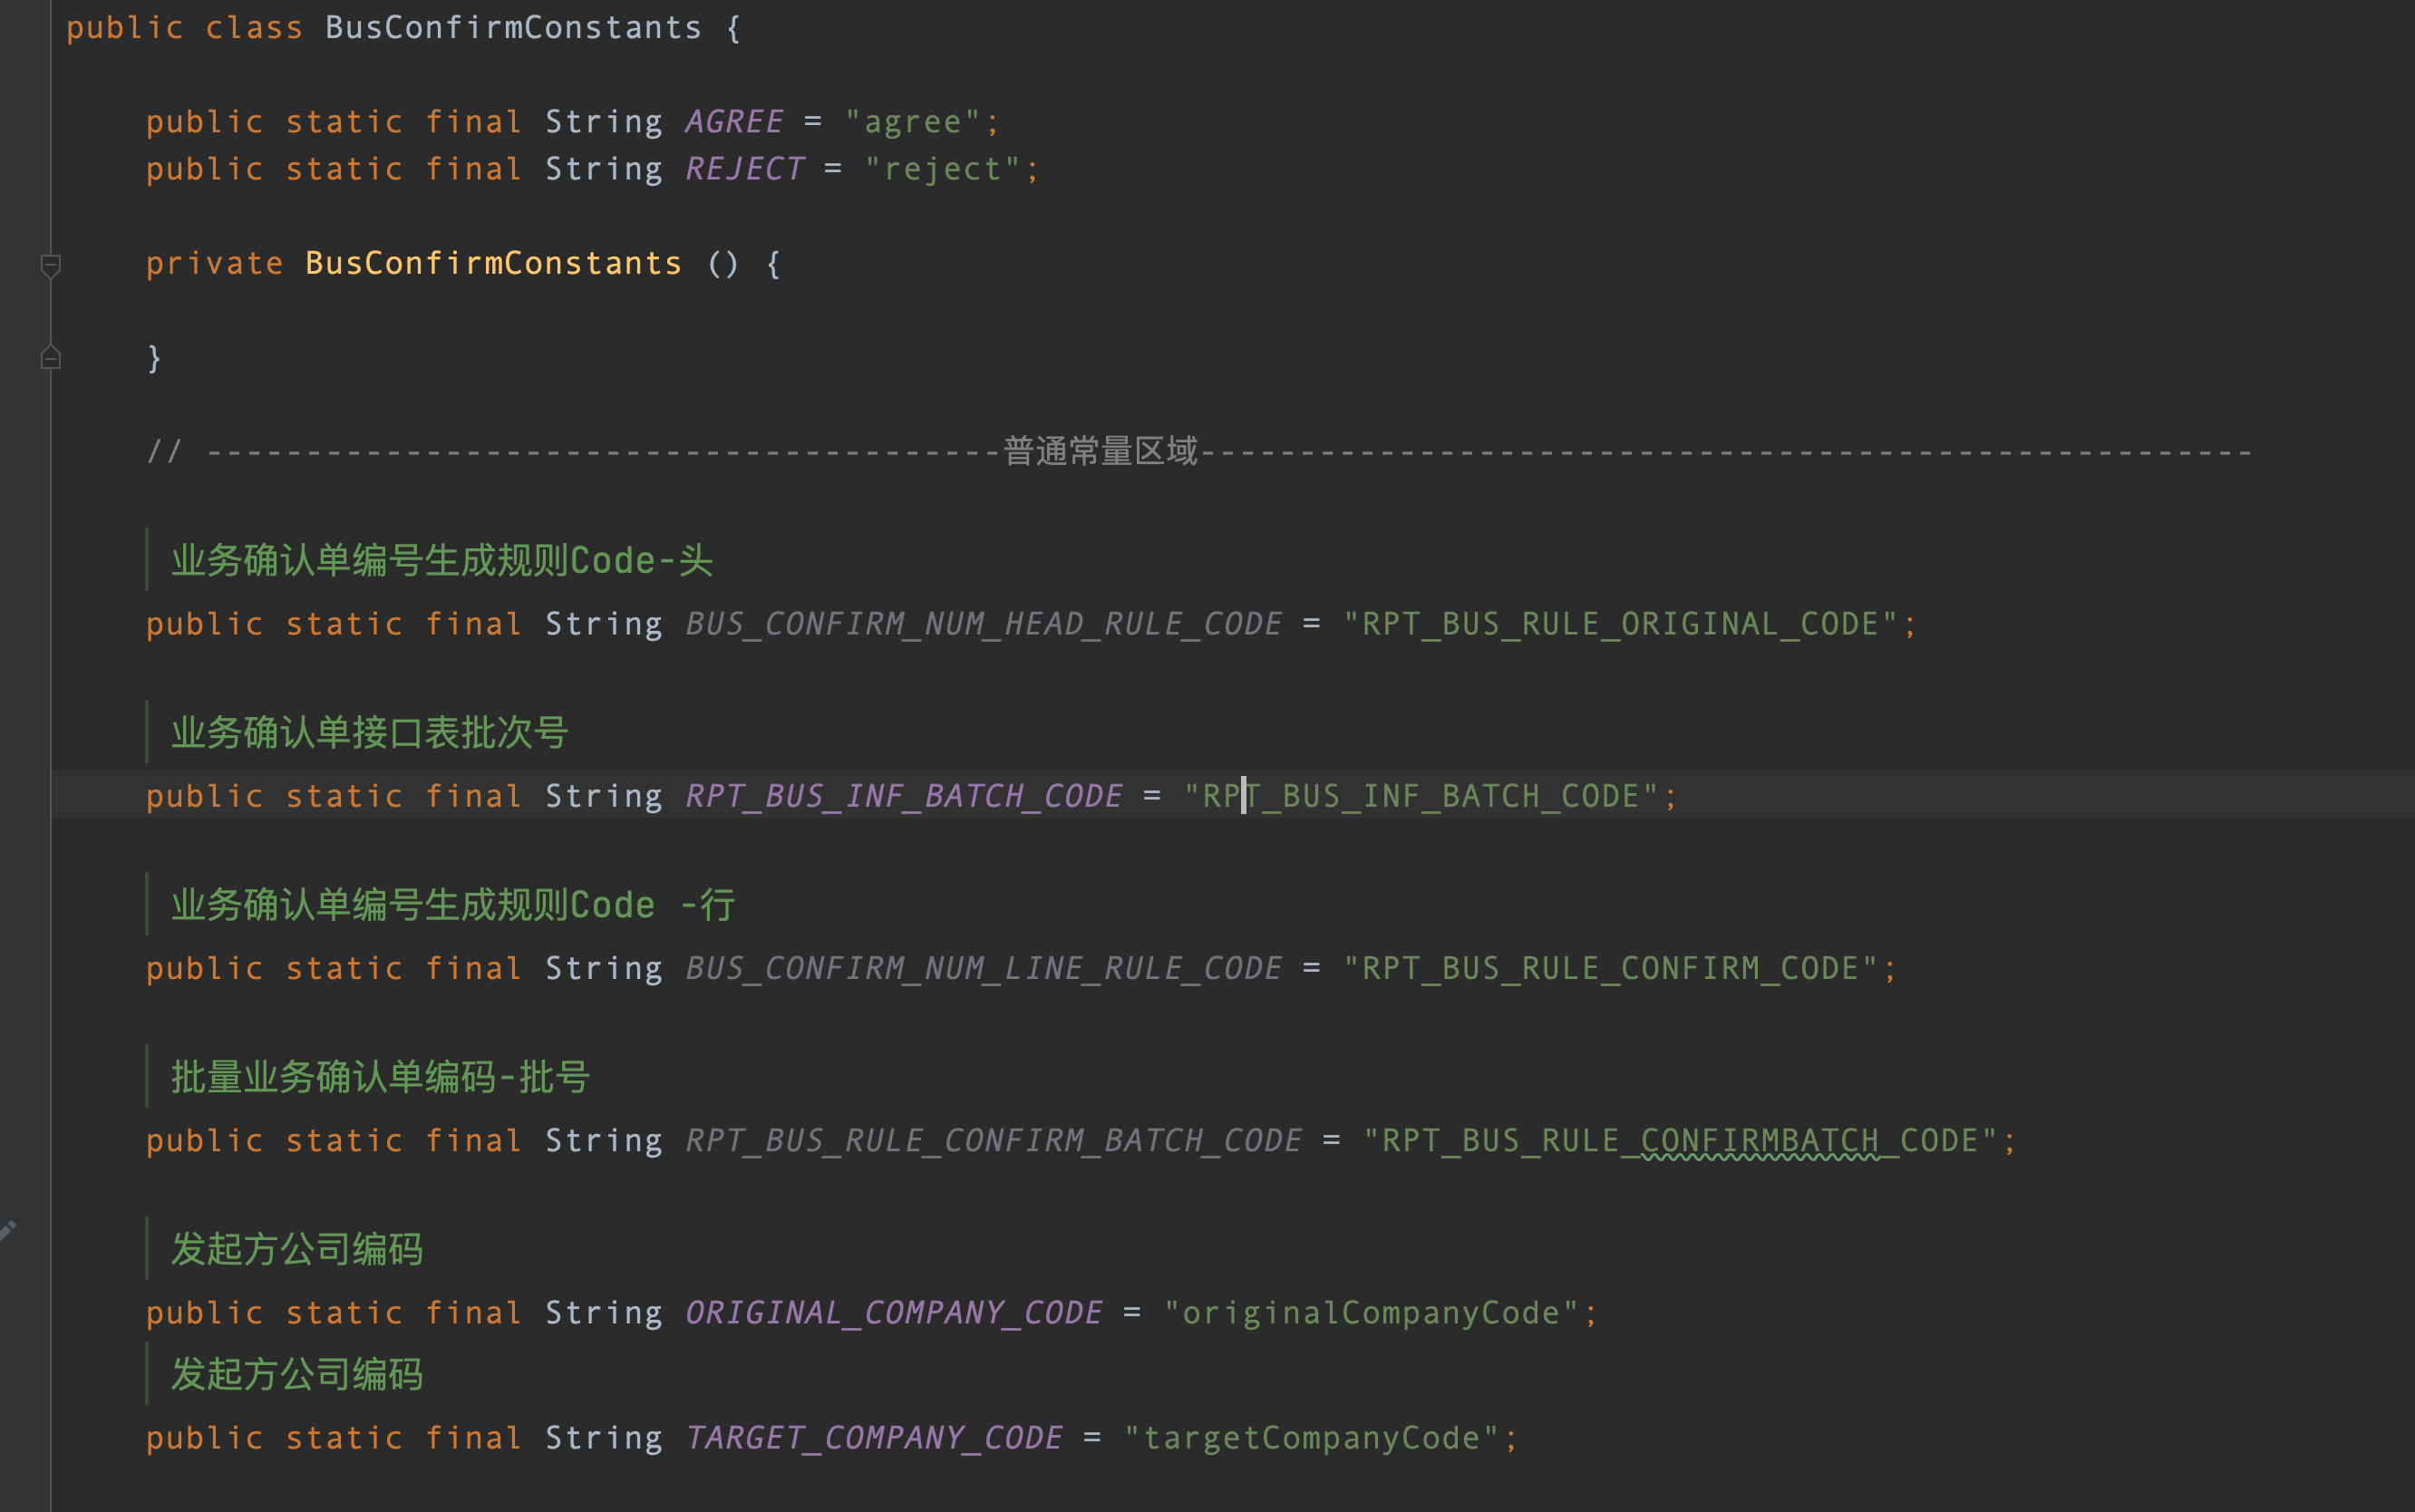 public class BusConfirmConstants {
public static final String AGREE = "agree";
public static final String REJECT = "reject";
private BusConfirmConstants () {
}
// ----------------------------------------普通常量区域-----------------------------------------------------
业务确认单编号生成规则Code-头
public static final String BUS_CONFIRM_NUM_HEAD_RULE_CODE = "RPT_BUS_RULE_ORIGINAL_CODE";
业务确认单接口表批次号
public static final String RPT_BUS_INF_BATCH_CODE = "RPT_BUS_INF_BATCH_CODE";
业务确认单编号生成规则Code -行
public static final String BUS_CONFIRM_NUM_LINE_RULE_CODE = "RPT_BUS_RULE_CONFIRM_CODE";
批量业务确认单编码-批号
public static final String RPT_BUS_RULE_CONFIRM_BATCH_CODE = "RPT_BUS_RULE_CONFIRMBATCH_CODE";
发起方公司编码
public static final String ORIGINAL_COMPANY_CODE = "originalCompanyCode";
发起方公司编码
public static final String TARGET_COMPANY_CODE = "targetCompanyCode";